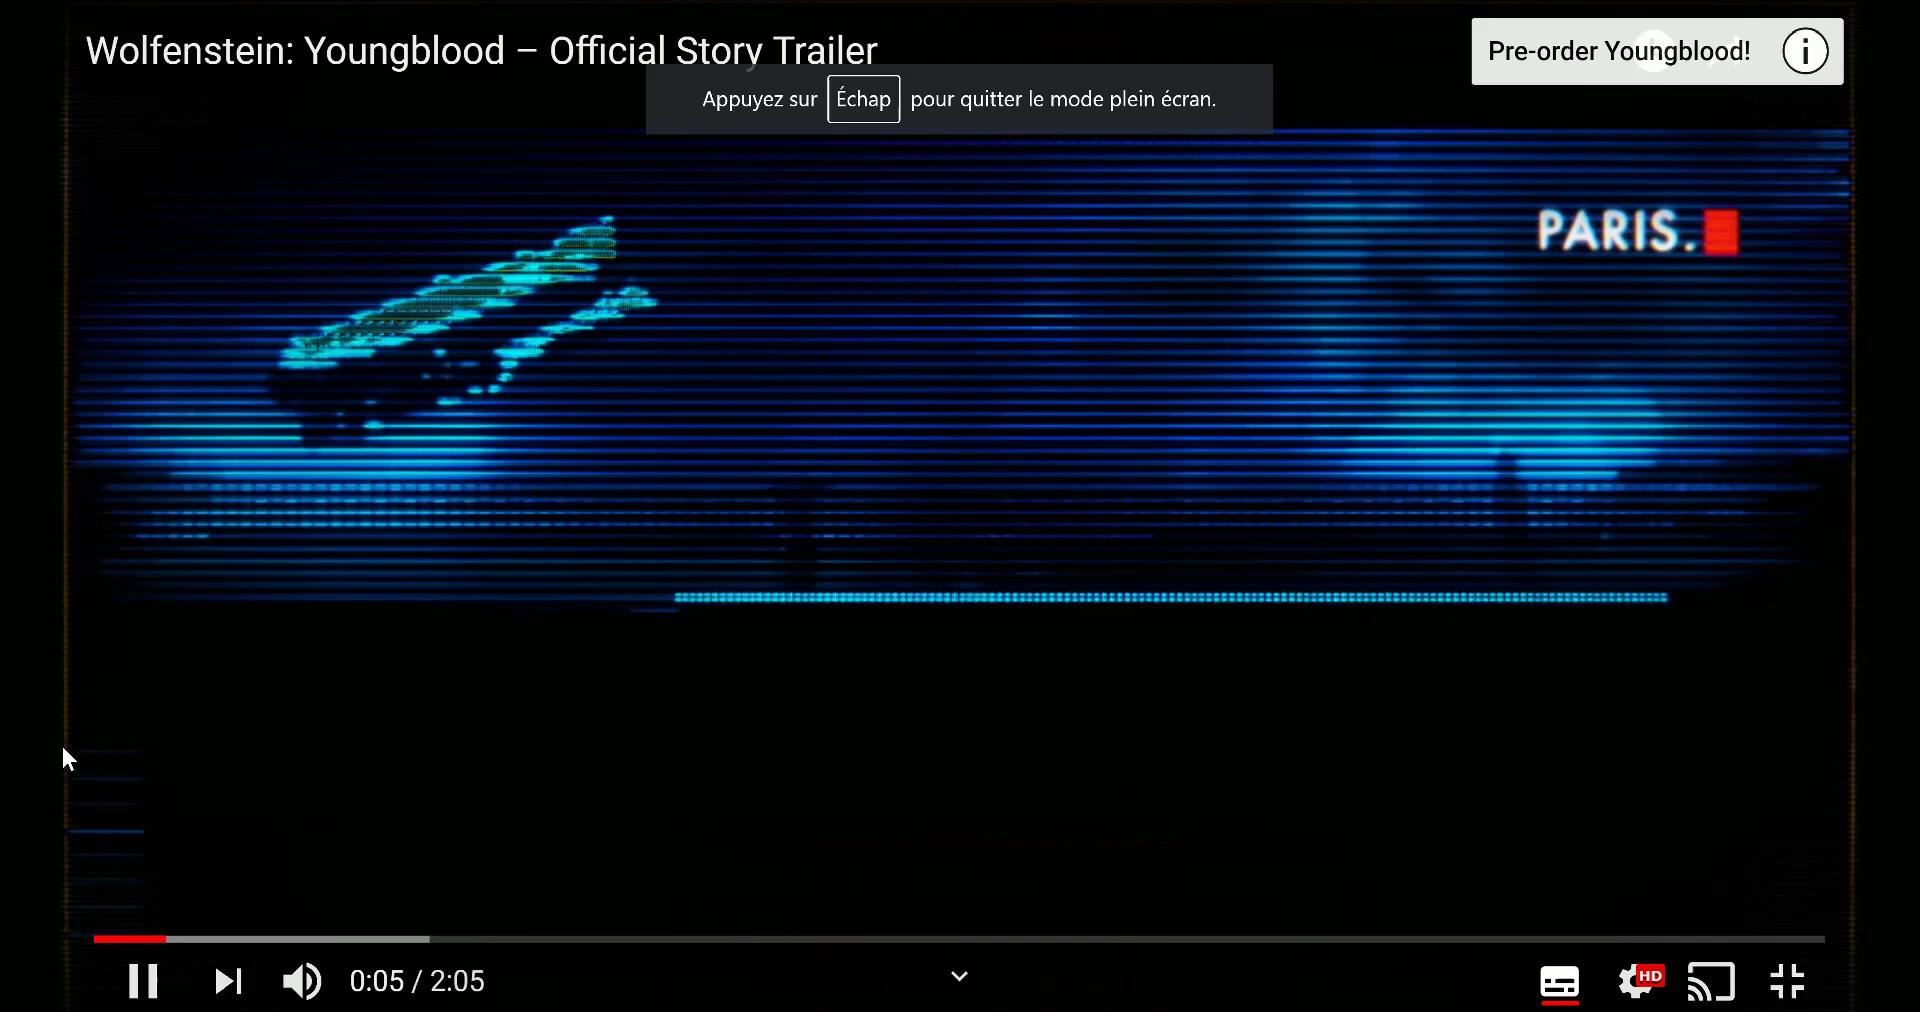 Wolfenstein: Youngblood – Official Story Trailer
Pre-order Youngblood!
Appuyez sur Échap pour quitter le mode plein écran.
PARIS.
0:05 / 2:05
HD